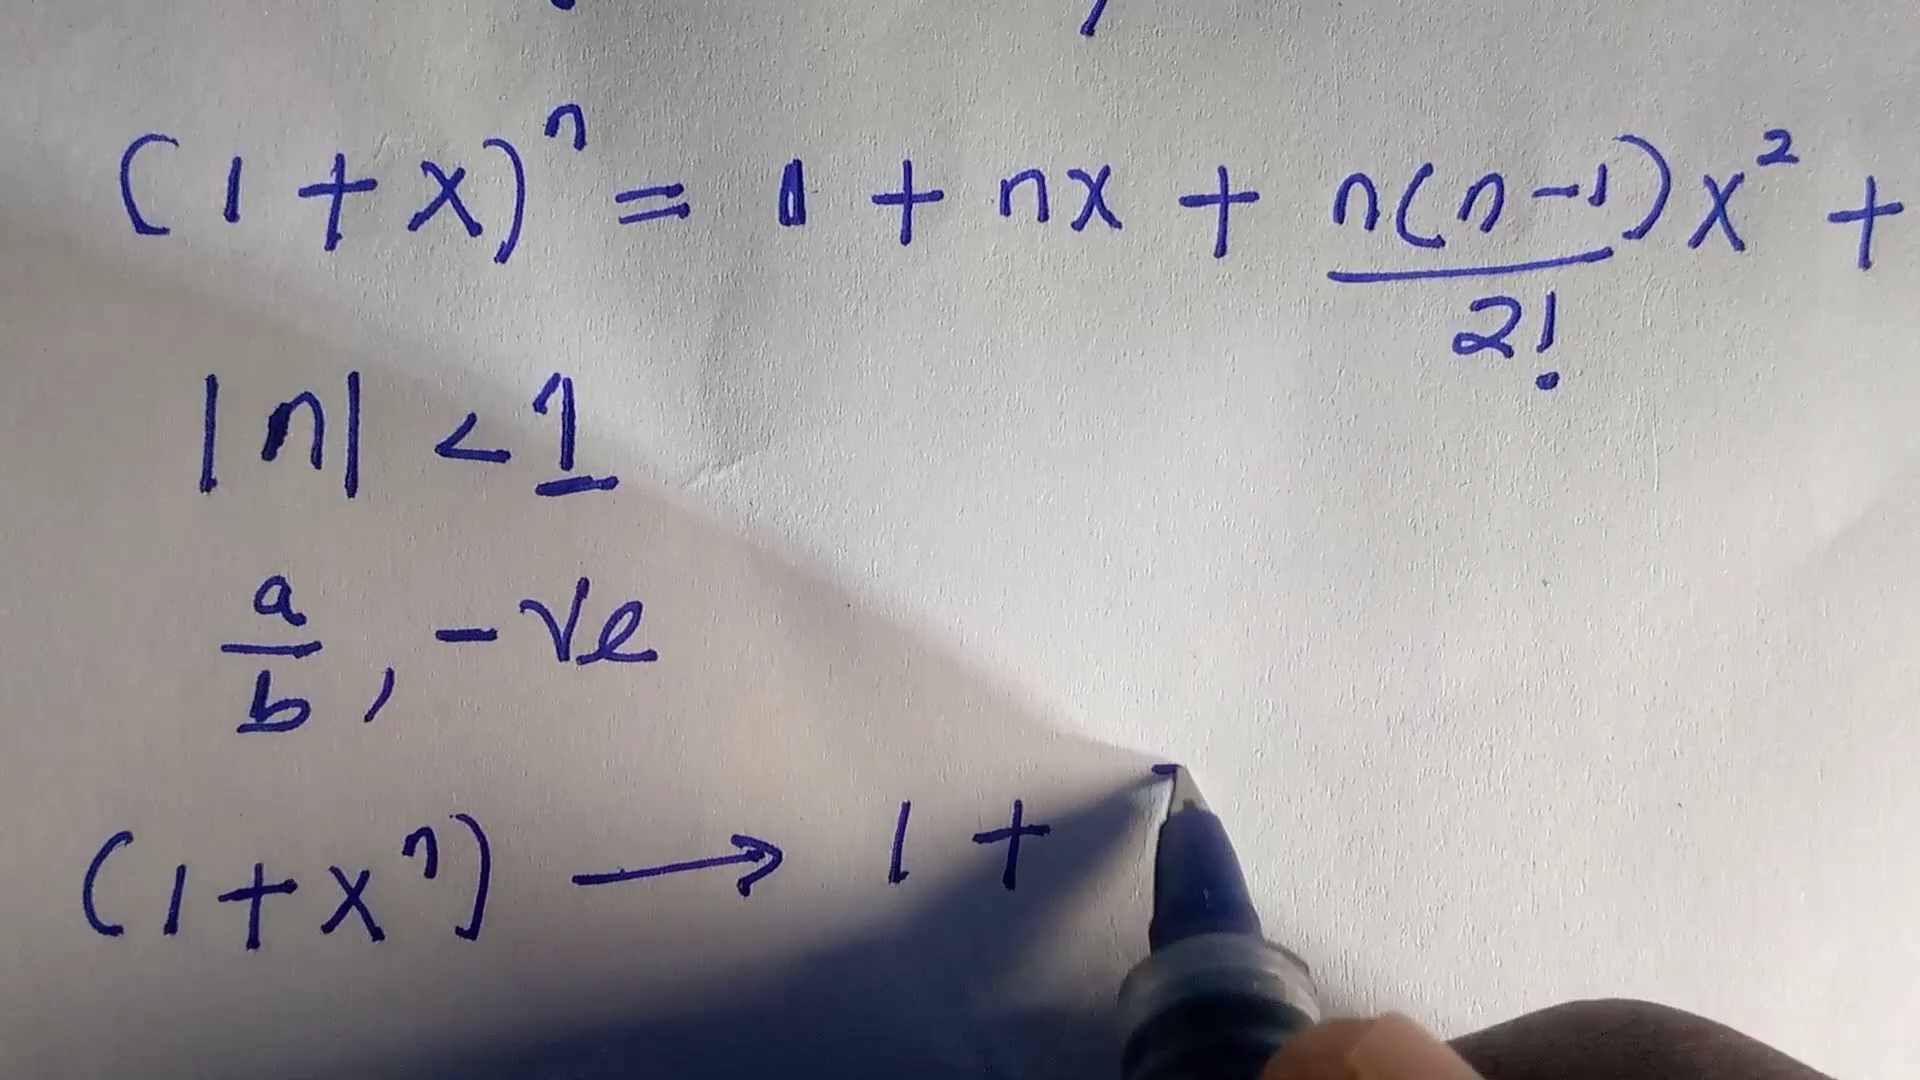 (1 + x)ⁿ = 1 + nx + n(n-1)x² / 2! +
|n| < 1
a/b, -ve
(1 + xⁿ) → 1 +